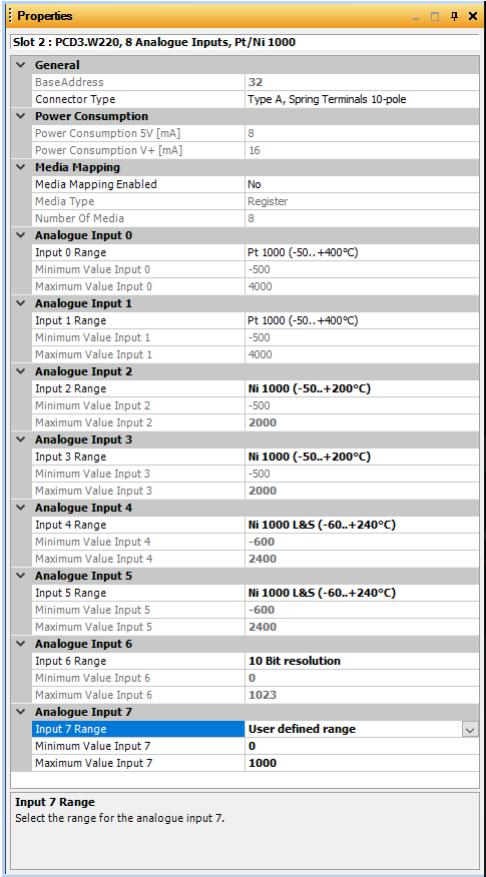 Properties
Slot 2 : PCD3.W220, 8 Analogue Inputs, Pt/Ni 1000
General
BaseAddress 32
Connector Type Type A, Spring Terminals 10-pole
Power Consumption
Power Consumption 5V [mA] 8
Power Consumption V+ [mA] 16
Media Mapping
Media Mapping Enabled No
Media Type Register
Number Of Media 8
Analogue Input 0
Input 0 Range Pt 1000 (-50..+400°C)
Minimum Value Input 0 -500
Maximum Value Input 0 4000
Analogue Input 1
Input 1 Range Pt 1000 (-50..+400°C)
Minimum Value Input 1 -500
Maximum Value Input 1 4000
Analogue Input 2
Input 2 Range Ni 1000 (-50..+200°C)
Minimum Value Input 2 -500
Maximum Value Input 2 2000
Analogue Input 3
Input 3 Range Ni 1000 (-50..+200°C)
Minimum Value Input 3 -500
Maximum Value Input 3 2000
Analogue Input 4
Input 4 Range Ni 1000 L&S (-60..+240°C)
Minimum Value Input 4 -600
Maximum Value Input 4 2400
Analogue Input 5
Input 5 Range Ni 1000 L&S (-60..+240°C)
Minimum Value Input 5 -600
Maximum Value Input 5 2400
Analogue Input 6
Input 6 Range 10 Bit resolution
Minimum Value Input 6 0
Maximum Value Input 6 1023
Analogue Input 7
Input 7 Range User defined range
Minimum Value Input 7 0
Maximum Value Input 7 1000
Input 7 Range
Select the range for the analogue input 7.